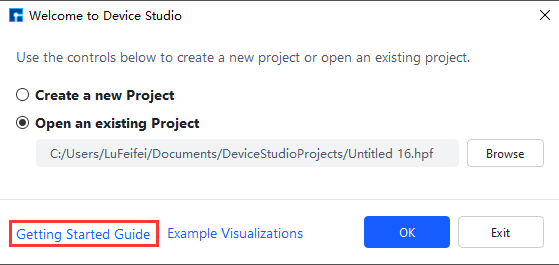 Welcome to Device Studio
Use the controls below to create a new project or open an existing project.
Create a new Project
Open an existing Project
C:/Users/LuFeifei/Documents/DeviceStudioProjects/Untitled 16.hpf
Browse
Getting Started Guide
Example Visualizations
OK
Exit